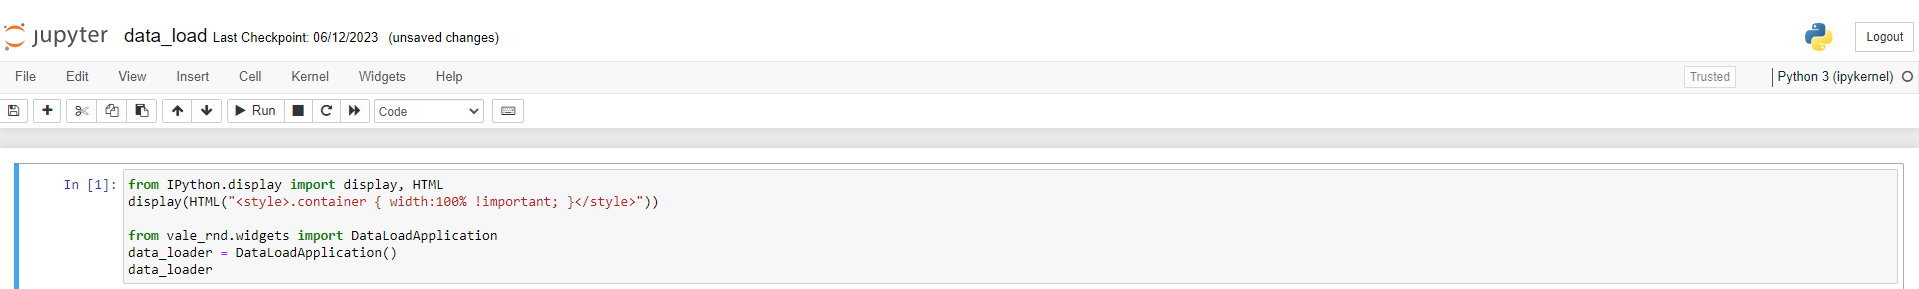 jupyter data_load Last Checkpoint: 06/12/2023 (unsaved changes)
Logout
File Edit View Insert Cell Kernel Widgets Help
Trusted
Python 3 (ipykernel)
Run
Code
In [1]:
from IPython.display import display, HTML
display(HTML("<style>.container { width:100% !important; }</style>"))
from vale_rnd.widgets import DataLoadApplication
data_loader = DataLoadApplication()
data_loader